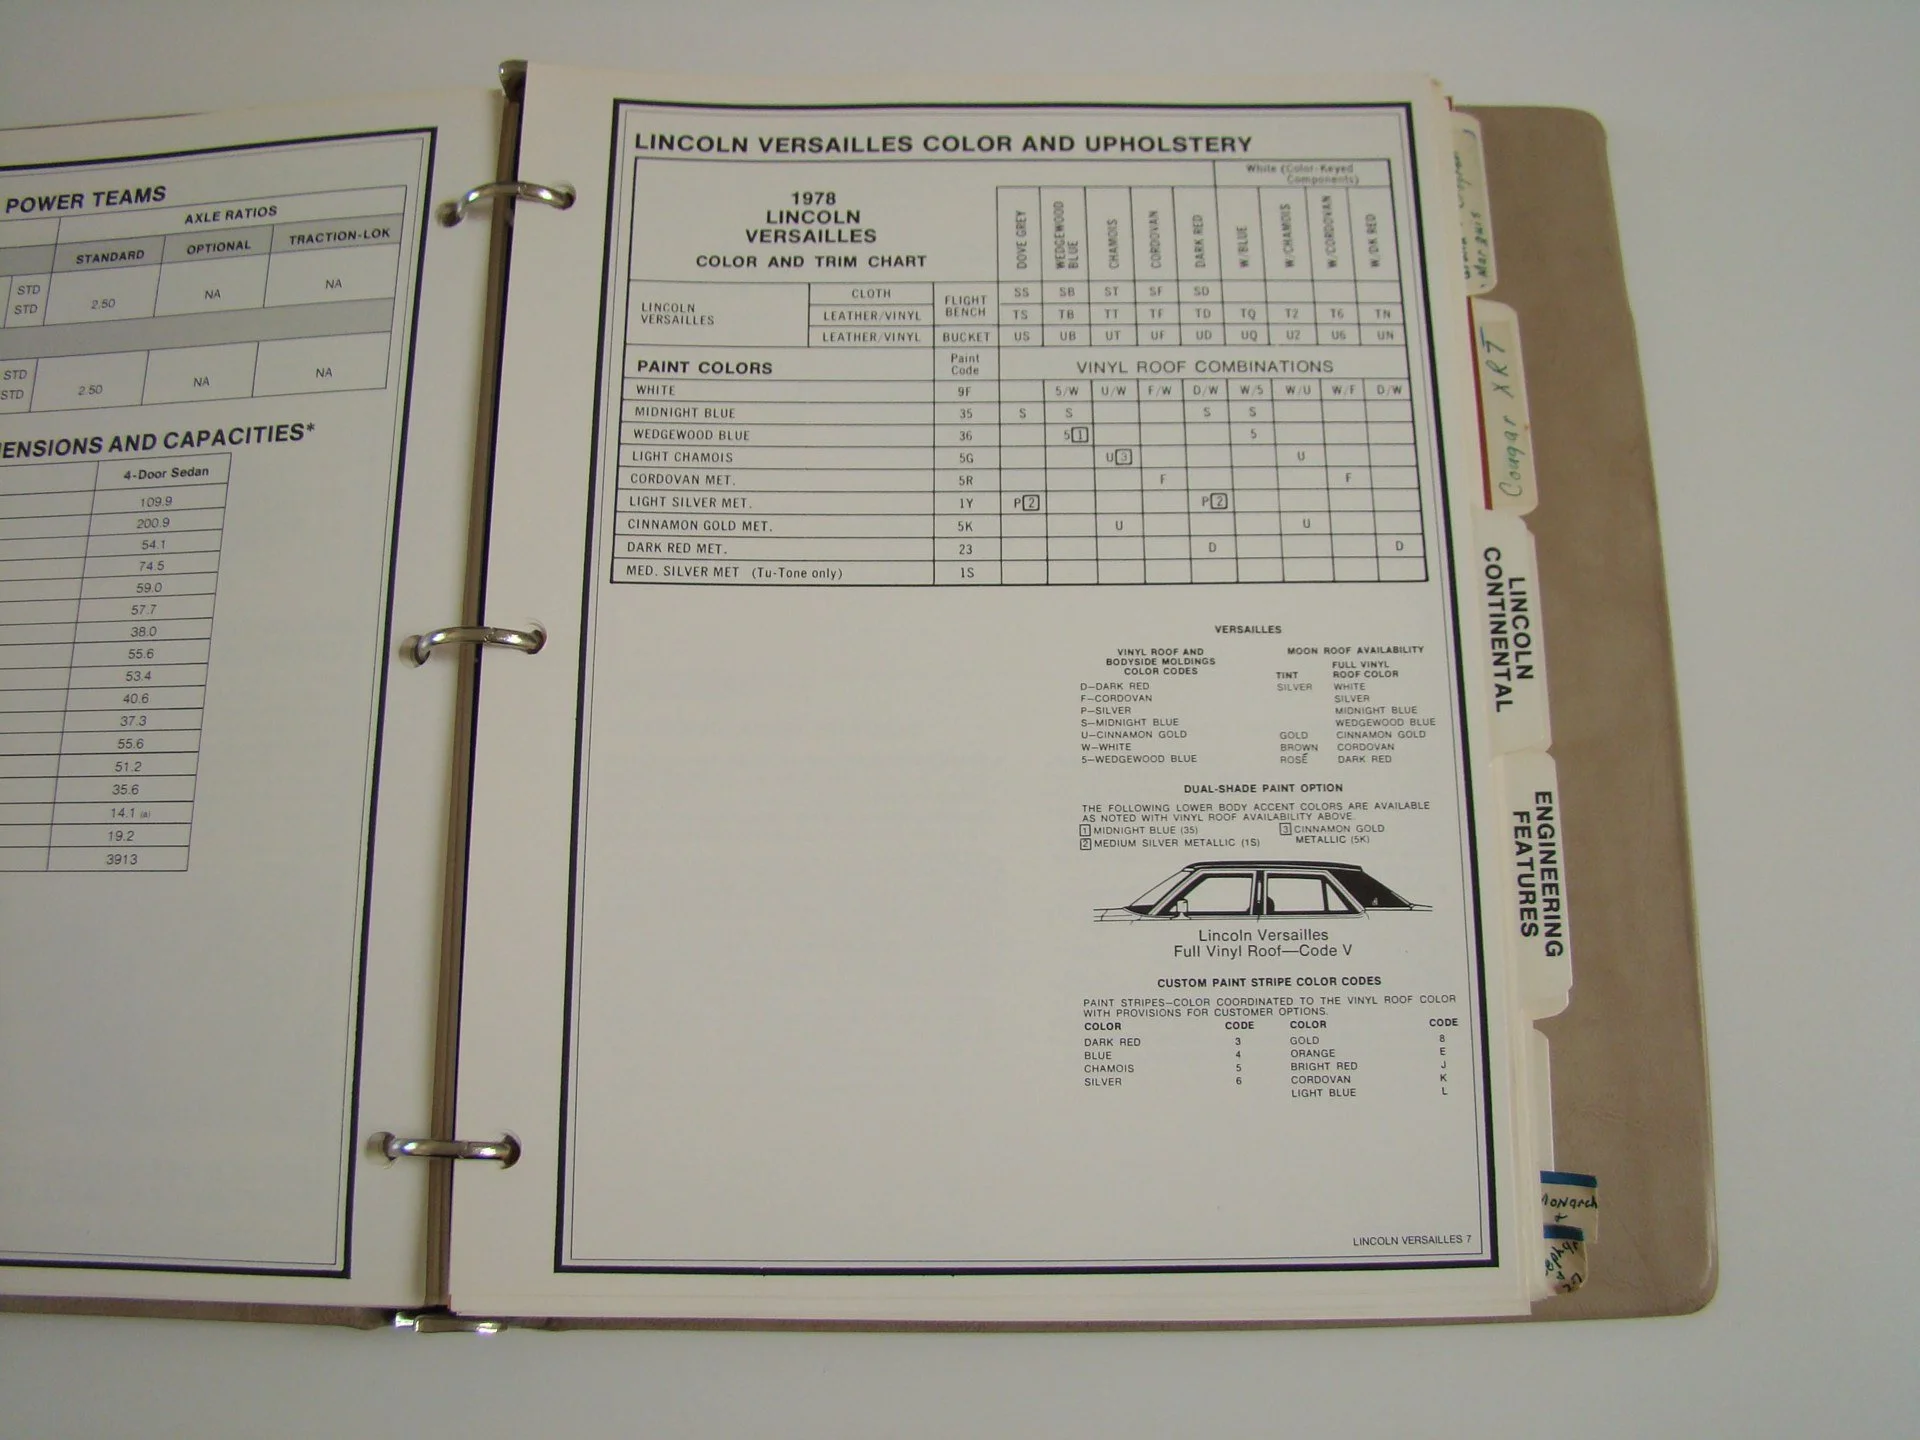 POWER TEAMS
AXLE RATIOS
STANDARD OPTIONAL TRACTION-LOK
STD
STD 2.50 NA NA
STD
STD 2.50 NA NA
ENSIONS AND CAPACITIES*
4-Door Sedan
109.9
200.9
54.1
74.5
59.0
57.7
38.0
55.6
53.4
40.6
37.3
55.6
51.2
35.6
14.1 (A)
19.2
3913
LINCOLN VERSAILLES COLOR AND UPHOLSTERY
1978
LINCOLN
VERSAILLES
COLOR AND TRIM CHART
White (Color-Keyed
Components)
DOVE GREY
WEDGEWOOD
BLUE
CHAMOIS
CORDOVAN
DARK RED
W/BLUE
W/CHAMOIS
W/CORDOVAN
W/DK RED
LINCOLN
VERSAILLES
CLOTH FLIGHT BENCH SS SB ST SF SD
LEATHER/VINYL TS TB TT TF TD TQ T2 T6 TN
LEATHER/VINYL BUCKET US UB UT UF UD UQ U2 U6 UN
PAINT COLORS Paint Code VINYL ROOF COMBINATIONS
WHITE 9F 5/W U/W F/W D/W W/5 W/U W/F D/W
MIDNIGHT BLUE 35 S S S S
WEDGEWOOD BLUE 36 5 1 5
LIGHT CHAMOIS 5G U 3 U
CORDOVAN MET. 5R F F
LIGHT SILVER MET. 1Y P 2 P 2
CINNAMON GOLD MET. 5K U U
DARK RED MET. 23 D D
MED. SILVER MET (Tu-Tone only) 1S
VERSAILLES
VINYL ROOF AND
BODYSIDE MOLDINGS
COLOR CODES
D—DARK RED
F—CORDOVAN
P—SILVER
S—MIDNIGHT BLUE
U—CINNAMON GOLD
W—WHITE
5—WEDGEWOOD BLUE
MOON ROOF AVAILABILITY
TINT FULL VINYL ROOF COLOR
SILVER WHITE
SILVER
MIDNIGHT BLUE
WEDGEWOOD BLUE
GOLD CINNAMON GOLD
BROWN CORDOVAN
ROSÉ DARK RED
DUAL-SHADE PAINT OPTION
THE FOLLOWING LOWER BODY ACCENT COLORS ARE AVAILABLE
AS NOTED WITH VINYL ROOF AVAILABILITY ABOVE.
1 MIDNIGHT BLUE (35)
2 MEDIUM SILVER METALLIC (1S)
3 CINNAMON GOLD
METALLIC (5K)
Lincoln Versailles
Full Vinyl Roof—Code V
CUSTOM PAINT STRIPE COLOR CODES
PAINT STRIPES—COLOR COORDINATED TO THE VINYL ROOF COLOR
WITH PROVISIONS FOR CUSTOMER OPTIONS.
COLOR CODE COLOR CODE
DARK RED 3 GOLD 8
BLUE 4 ORANGE E
CHAMOIS 5 BRIGHT RED J
SILVER 6 CORDOVAN K
LIGHT BLUE L
LINCOLN VERSAILLES 7
Cougar XR7
LINCOLN
CONTINENTAL
ENGINEERING
FEATURES
Monarch